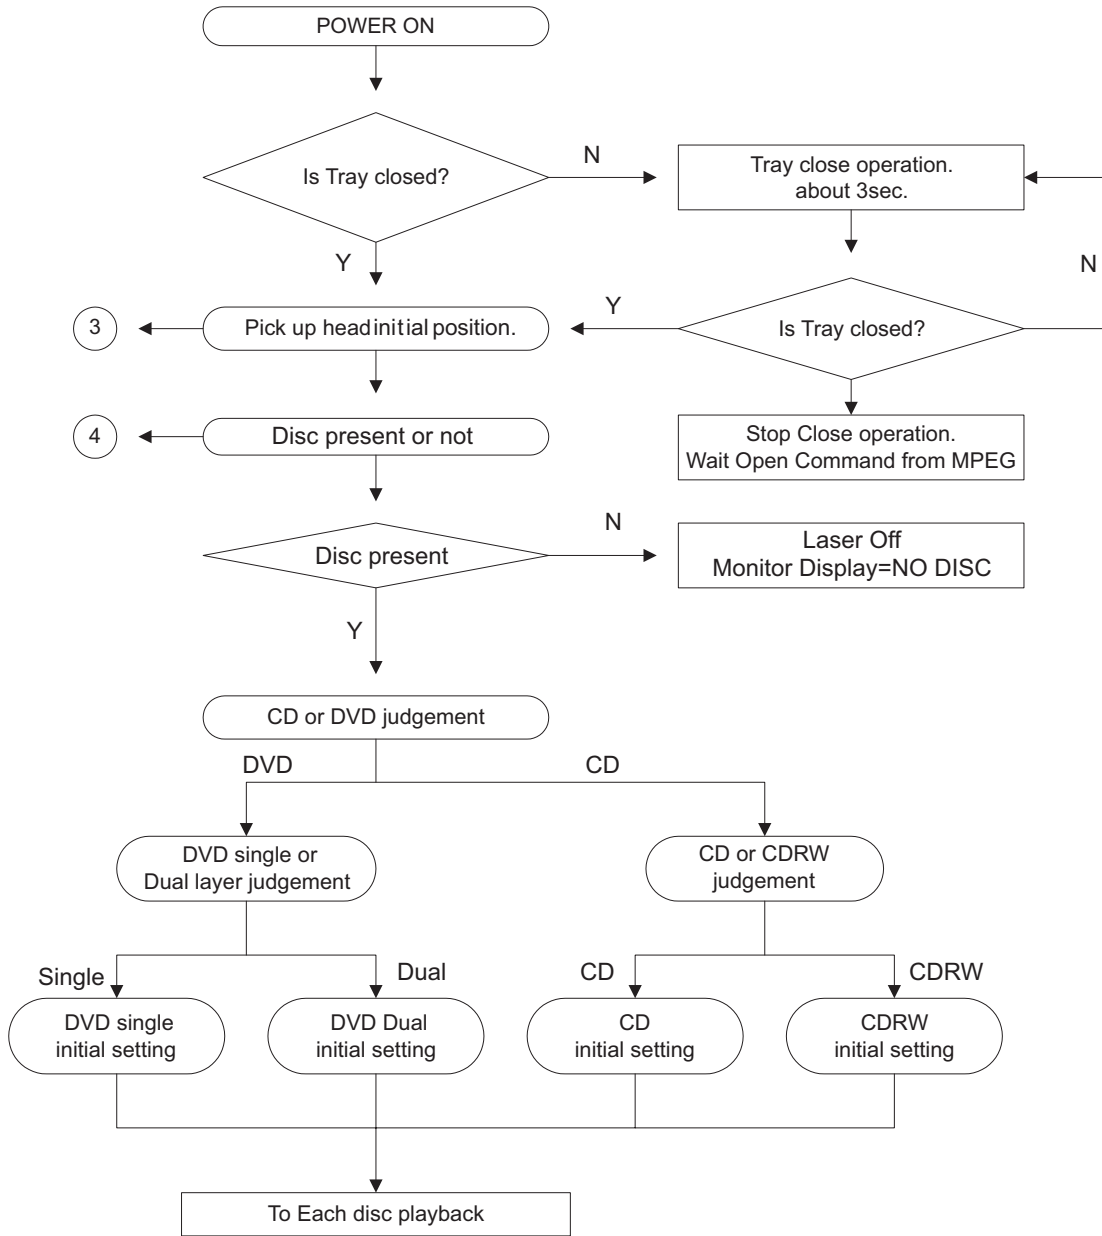 POWER ON
Is Tray closed?
N
Tray close operation.
about 3sec.
Y
N
3
Pick up head initial position.
Y
Is Tray closed?
4
Disc present or not
Stop Close operation.
Wait Open Command from MPEG
Disc present
N
Laser Off
Monitor Display=NO DISC
Y
CD or DVD judgement
DVD
CD
DVD single or
Dual layer judgement
CD or CDRW
judgement
Single
Dual
CD
CDRW
DVD single
initial setting
DVD Dual
initial setting
CD
initial setting
CDRW
initial setting
To Each disc playback